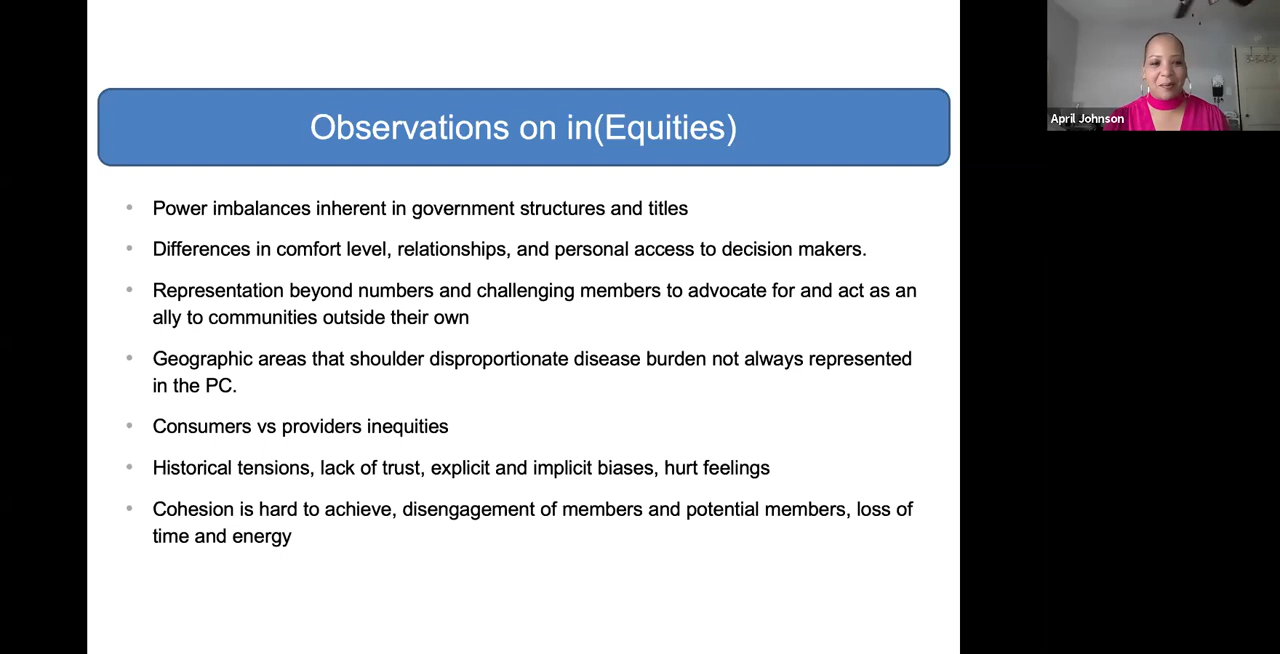 Observations on in(Equities)
April Johnson
• Power imbalances inherent in government structures and titles
• Differences in comfort level, relationships, and personal access to decision makers.
• Representation beyond numbers and challenging members to advocate for and act as an
ally to communities outside their own
• Geographic areas that shoulder disproportionate disease burden not always represented
in the PC.
• Consumers vs providers inequities
• Historical tensions, lack of trust, explicit and implicit biases, hurt feelings
• Cohesion is hard to achieve, disengagement of members and potential members, loss of
time and energy